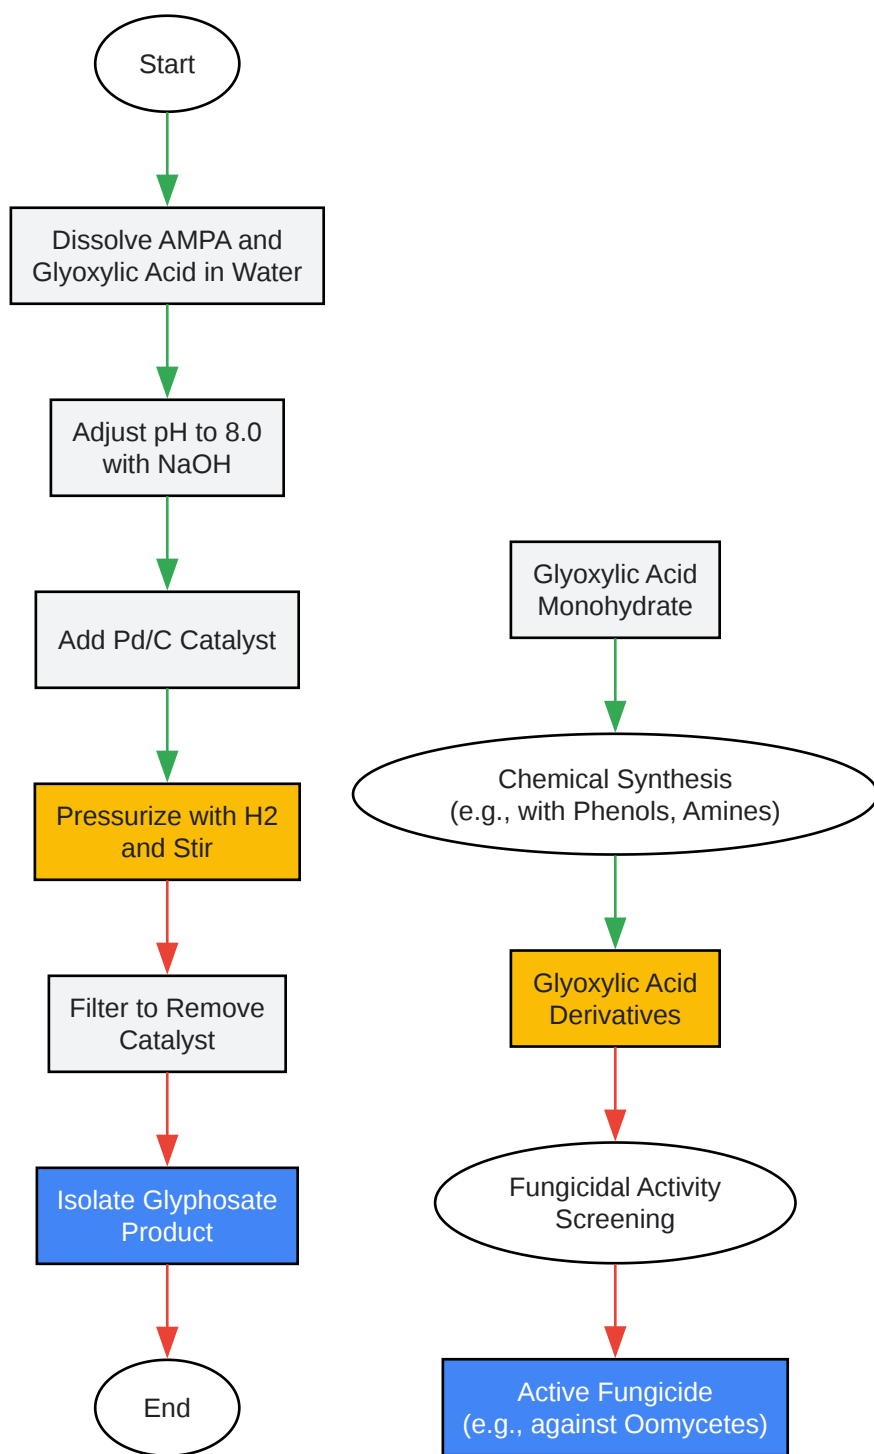 Start
Dissolve AMPA and
Glyoxylic Acid in Water
Adjust pH to 8.0
with NaOH
Add Pd/C Catalyst
Pressurize with H2
and Stir
Filter to Remove
Catalyst
Isolate Glyphosate
Product
End
Glyoxylic Acid
Monohydrate
Chemical Synthesis
(e.g., with Phenols, Amines)
Glyoxylic Acid
Derivatives
Fungicidal Activity
Screening
Active Fungicide
(e.g., against Oomycetes)